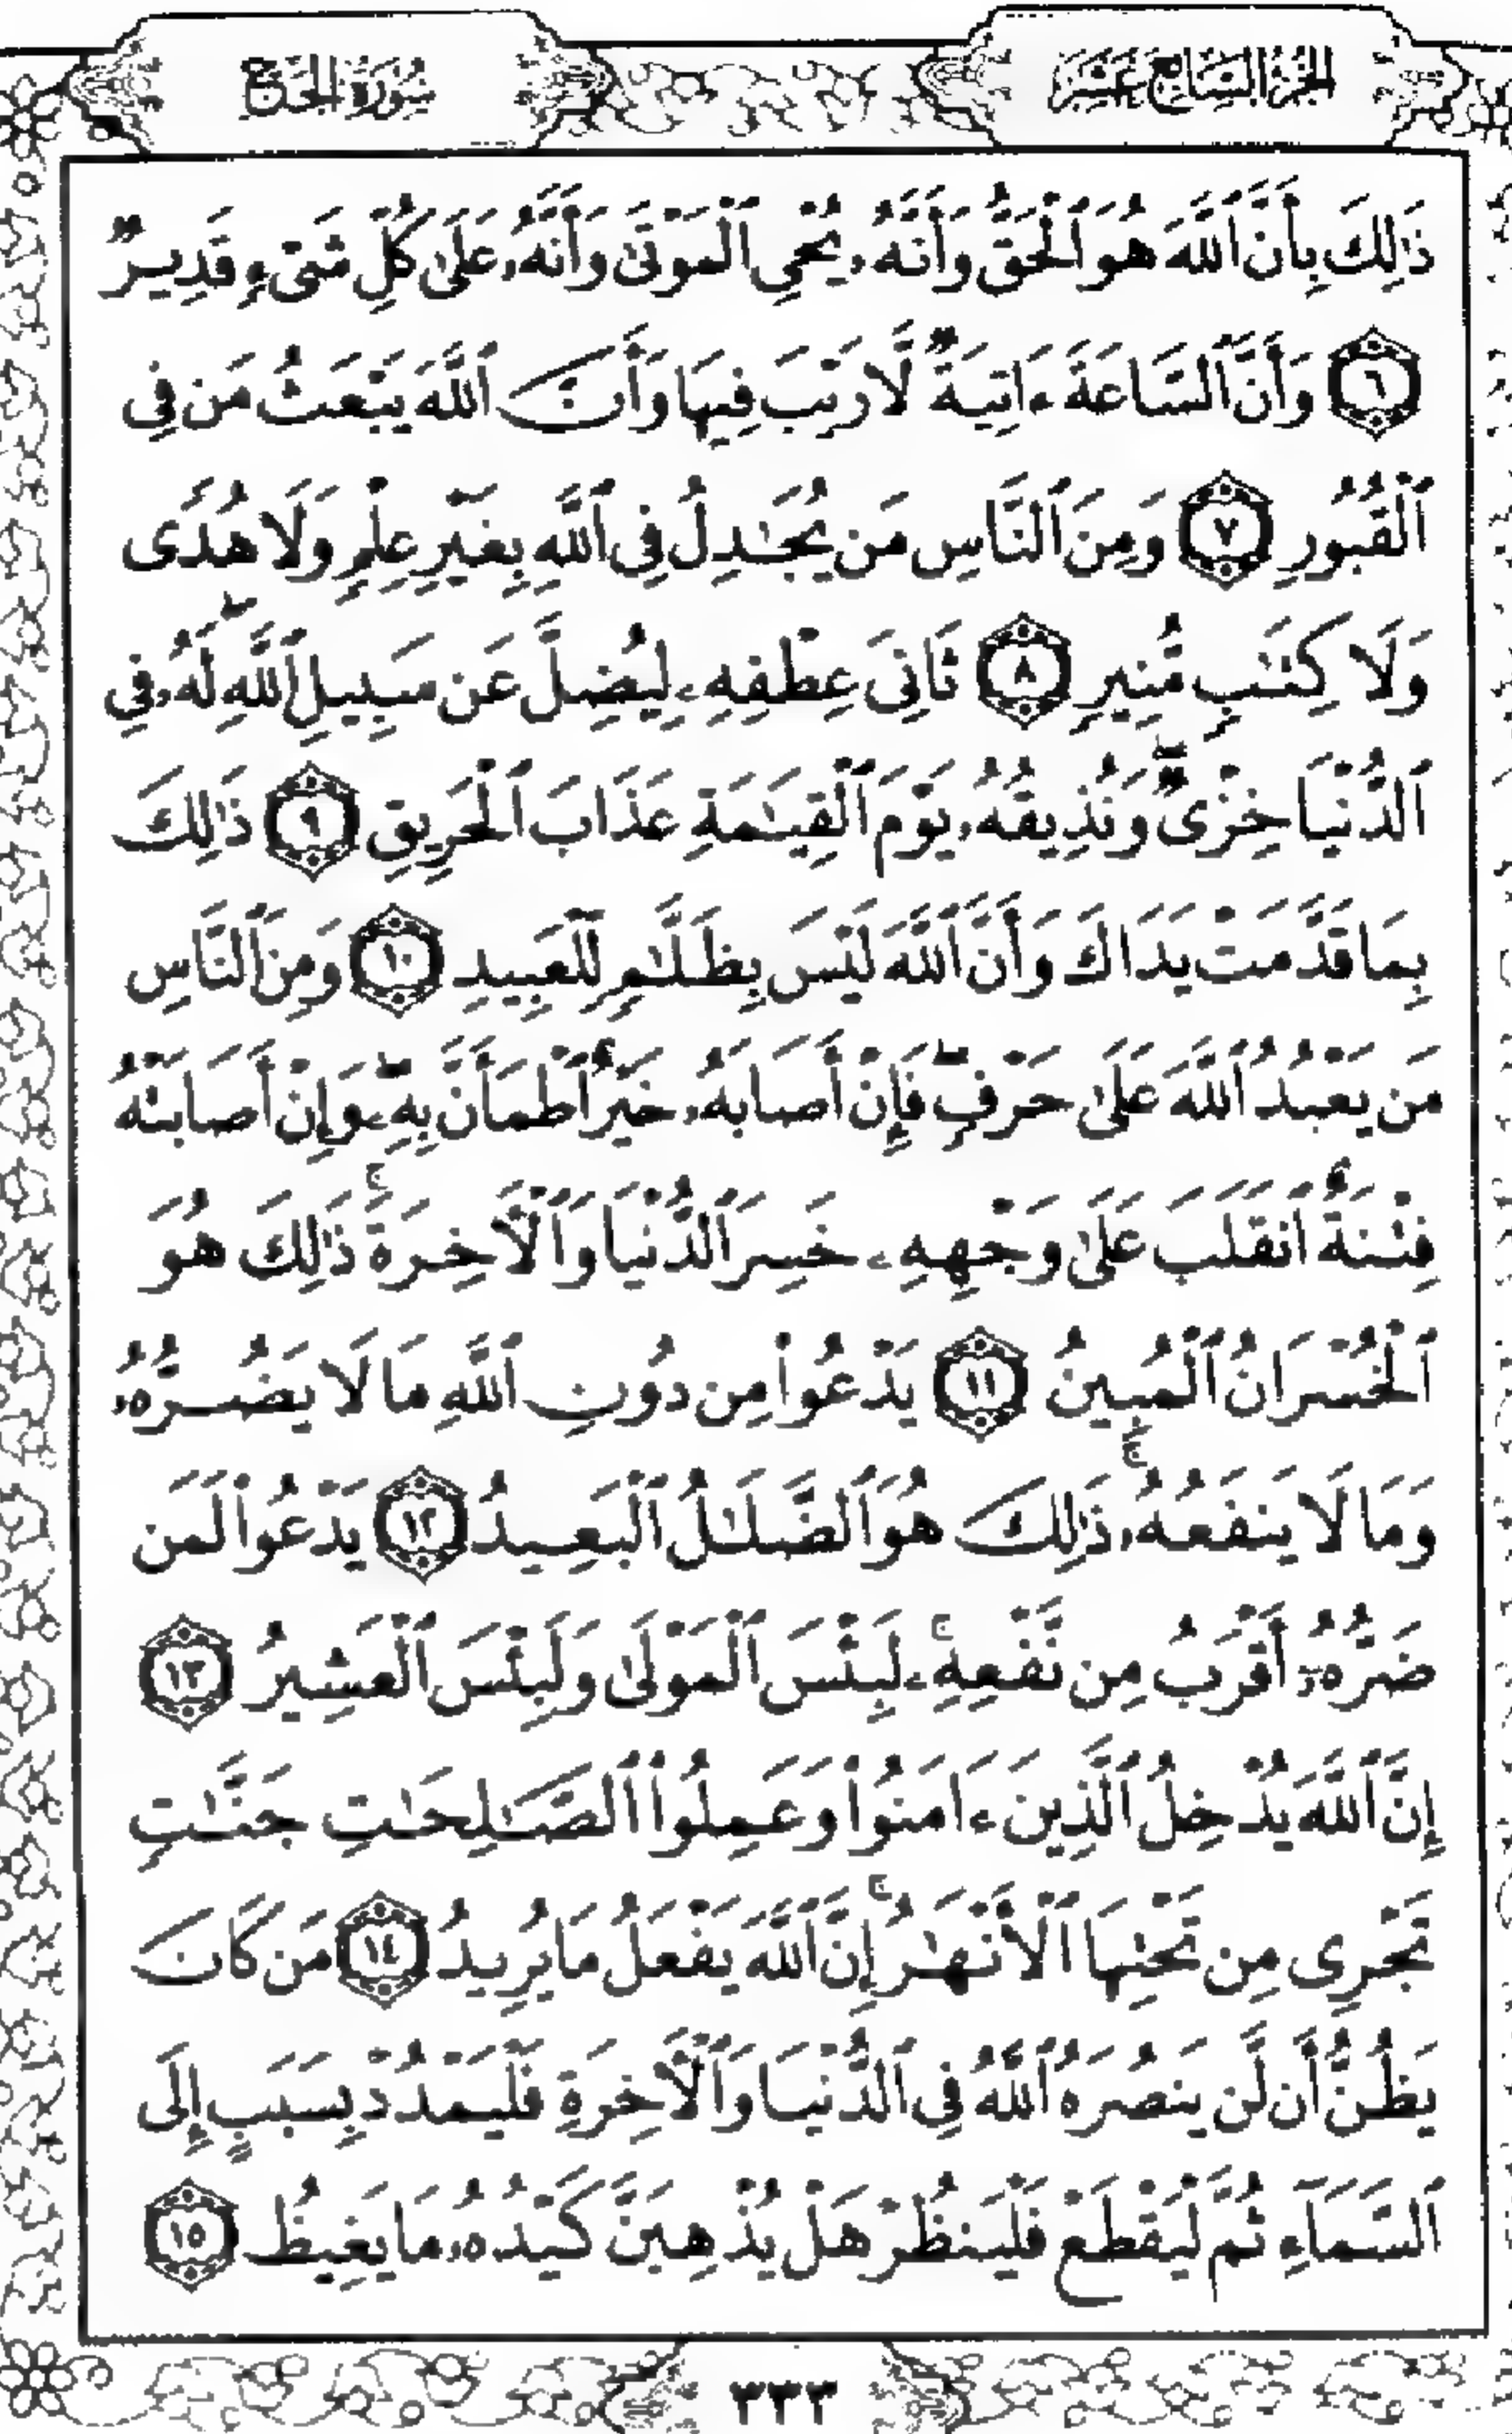 الجزء السابع عشر
سورة الحج
ذَٰلِكَ بِأَنَّ ٱللَّهَ هُوَ ٱلْحَقُّ وَأَنَّهُۥ يُحْىِ ٱلْمَوْتَىٰ وَأَنَّهُۥ عَلَىٰ كُلِّ شَىْءٍ قَدِيرٌ
٦ وَأَنَّ ٱلسَّاعَةَ ءَاتِيَةٌ لَّا رَيْبَ فِيهَا وَأَنَّ ٱللَّهَ يَبْعَثُ مَن فِى
ٱلْقُبُورِ ٧ وَمِنَ ٱلنَّاسِ مَن يُجَٰدِلُ فِى ٱللَّهِ بِغَيْرِ عِلْمٍ وَلَا هُدًى
وَلَا كِتَٰبٍ مُّنِيرٍ ٨ ثَانِىَ عِطْفِهِۦ لِيُضِلَّ عَن سَبِيلِ ٱللَّهِ ۖ لَهُۥ فِى
ٱلدُّنْيَا خِزْىٌ ۖ وَنُذِيقُهُۥ يَوْمَ ٱلْقِيَٰمَةِ عَذَابَ ٱلْحَرِيقِ ٩ ذَٰلِكَ
بِمَا قَدَّمَتْ يَدَاكَ وَأَنَّ ٱللَّهَ لَيْسَ بِظَلَّٰمٍ لِّلْعَبِيدِ ١٠ وَمِنَ ٱلنَّاسِ
مَن يَعْبُدُ ٱللَّهَ عَلَىٰ حَرْفٍ ۖ فَإِنْ أَصَابَهُۥ خَيْرٌ ٱطْمَأَنَّ بِهِۦ ۖ وَإِنْ أَصَابَتْهُ
فِتْنَةٌ ٱنقَلَبَ عَلَىٰ وَجْهِهِۦ خَسِرَ ٱلدُّنْيَا وَٱلْأَخِرَةَ ۚ ذَٰلِكَ هُوَ
ٱلْخُسْرَانُ ٱلْمُبِينُ ١١ يَدْعُوا۟ مِن دُونِ ٱللَّهِ مَا لَا يَضُرُّهُۥ
وَمَا لَا يَنفَعُهُۥ ۚ ذَٰلِكَ هُوَ ٱلضَّلَٰلُ ٱلْبَعِيدُ ١٢ يَدْعُوا۟ لَمَن
ضَرُّهُۥٓ أَقْرَبُ مِن نَّفْعِهِۦ ۚ لَبِئْسَ ٱلْمَوْلَىٰ وَلَبِئْسَ ٱلْعَشِيرُ ١٣
إِنَّ ٱللَّهَ يُدْخِلُ ٱلَّذِينَ ءَامَنُوا۟ وَعَمِلُوا۟ ٱلصَّٰلِحَٰتِ جَنَّٰتٍ
تَجْرِى مِن تَحْتِهَا ٱلْأَنْهَٰرُ ۚ إِنَّ ٱللَّهَ يَفْعَلُ مَا يُرِيدُ ١٤ مَن كَانَ
يَظُنُّ أَن لَّن يَنصُرَهُ ٱللَّهُ فِى ٱلدُّنْيَا وَٱلْأَخِرَةِ فَلْيَمْدُدْ بِسَبَبٍ إِلَى
ٱلسَّمَآءِ ثُمَّ لْيَقْطَعْ فَلْيَنظُرْ هَلْ يُذْهِبَنَّ كَيْدُهُۥ مَا يَغِيظُ ١٥
٣٣٣